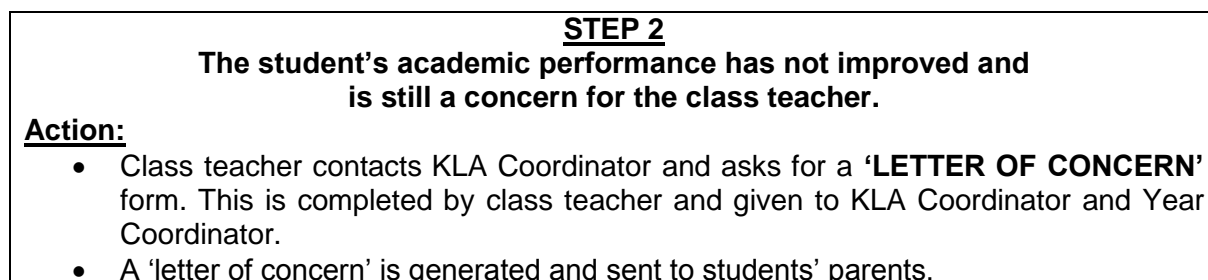 STEP 2
The student’s academic performance has not improved and
is still a concern for the class teacher.
Action:
• Class teacher contacts KLA Coordinator and asks for a ‘LETTER OF CONCERN’
form. This is completed by class teacher and given to KLA Coordinator and Year
Coordinator.
• A ‘letter of concern’ is generated and sent to students’ parents.